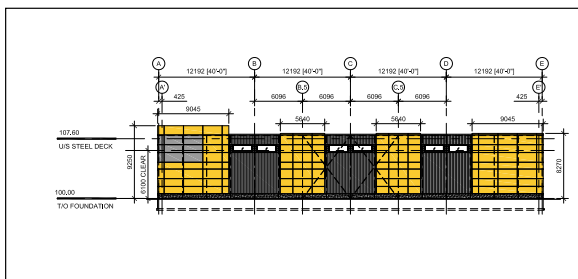 A B C D E
12192 [40'-0"] 12192 [40'-0"] 12192 [40'-0"] 12192 [40'-0"]
A' B.5 C.5 E'
425 6096 6096 6096 6096 425
9045 5640 5640 9045
107.60
U/S STEEL DECK
9250
6100 CLEAR
8270
100.00
T/O FOUNDATION